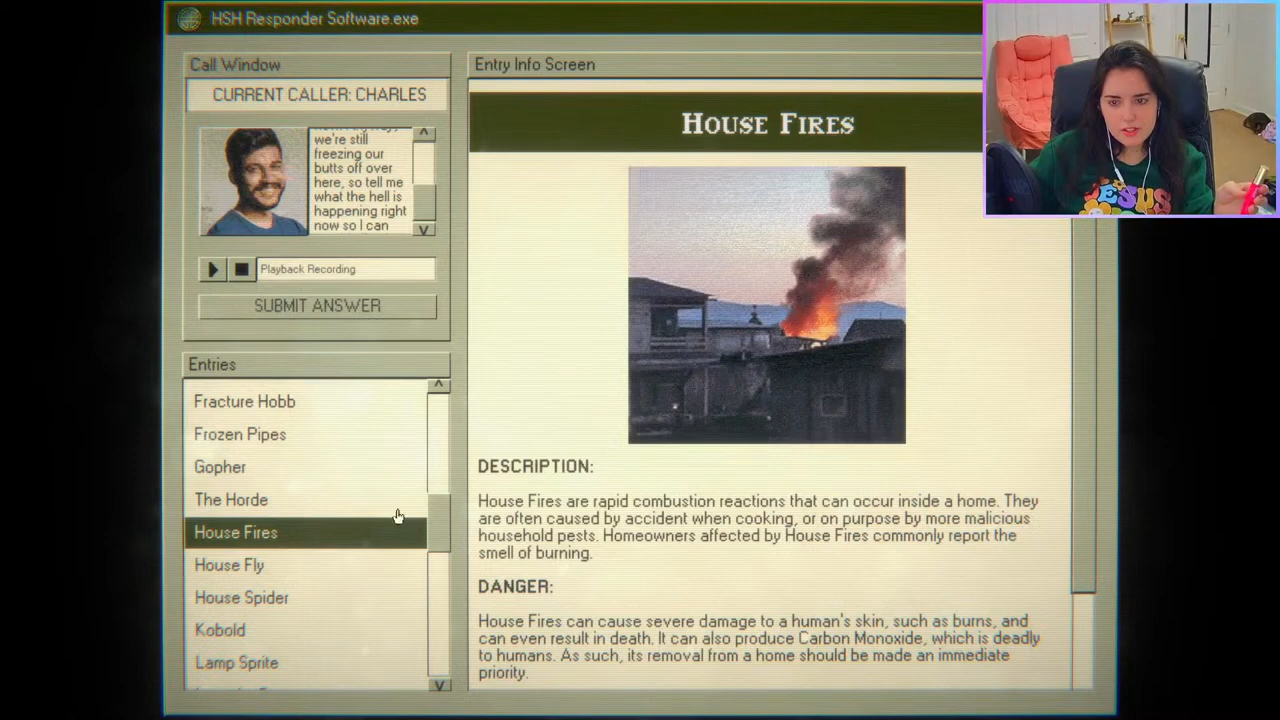 HSH Responder Software.exe
Call Window
CURRENT CALLER: CHARLES
we're still
freezing our
butts off over
here, so tell me
what the hell is
happening right
now so I can
Playback Recording
SUBMIT ANSWER
Entries
Fracture Hobb
Frozen Pipes
Gopher
The Horde
House Fires
House Fly
House Spider
Kobold
Lamp Sprite
Entry Info Screen
HOUSE FIRES
DESCRIPTION:
House Fires are rapid combustion reactions that can occur inside a home. They
are often caused by accident when cooking, or on purpose by more malicious
household pests. Homeowners affected by House Fires commonly report the
smell of burning.
DANGER:
House Fires can cause severe damage to a human's skin, such as burns, and
can even result in death. It can also produce Carbon Monoxide, which is deadly
to humans. As such, its removal from a home should be made an immediate
priority.
JESUS